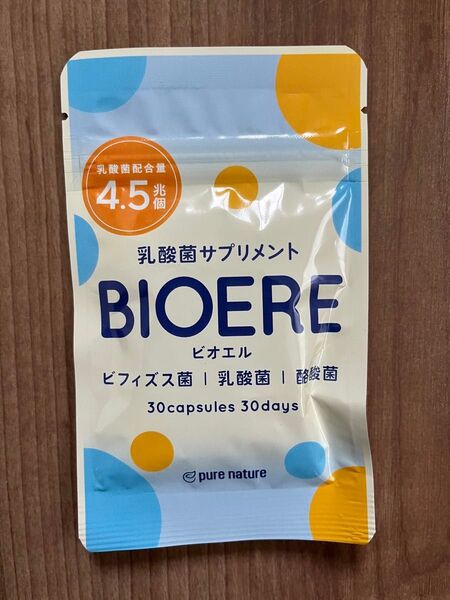 乳酸菌配合量
4.5兆個
乳酸菌サプリメント
BIOERE
ビオエル
ビフィズス菌 | 乳酸菌 | 酪酸菌
30capsules 30days
pure nature